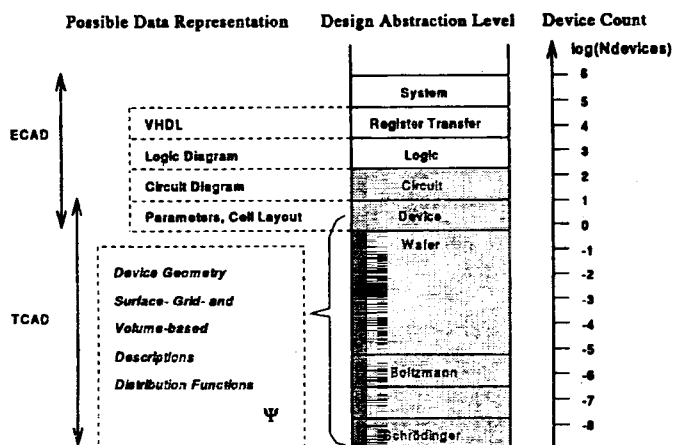 Possible Data Representation
Design Abstraction Level
Device Count
log(Ndevices)
ECAD
TCAD
VHDL
Logic Diagram
Circuit Diagram
Parameters, Cell Layout
Device Geometry
Surface- Grid- and
Volume-based
Descriptions
Distribution Functions
Ψ
System
Register Transfer
Logic
Circuit
Device
Wafer
Boltzmann
Schrödinger
6
5
4
3
2
1
0
-1
-2
-3
-4
-5
-6
-7
-8